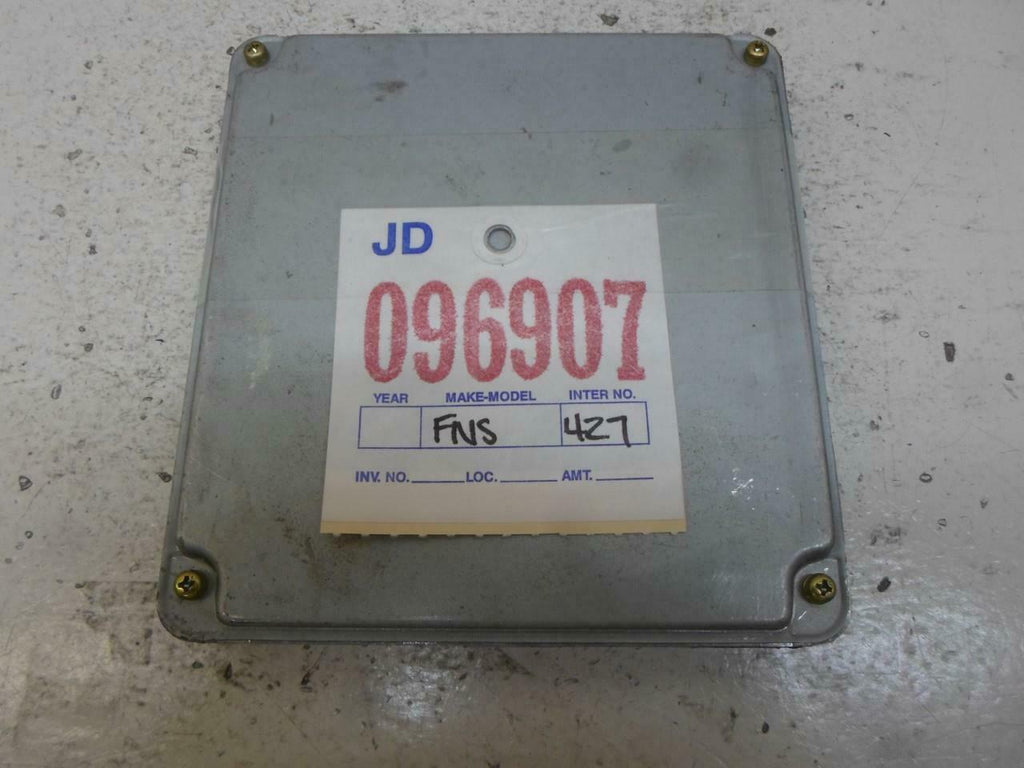 JD
096907
YEAR MAKE-MODEL INTER NO.
FNS 427
INV. NO. LOC. AMT.